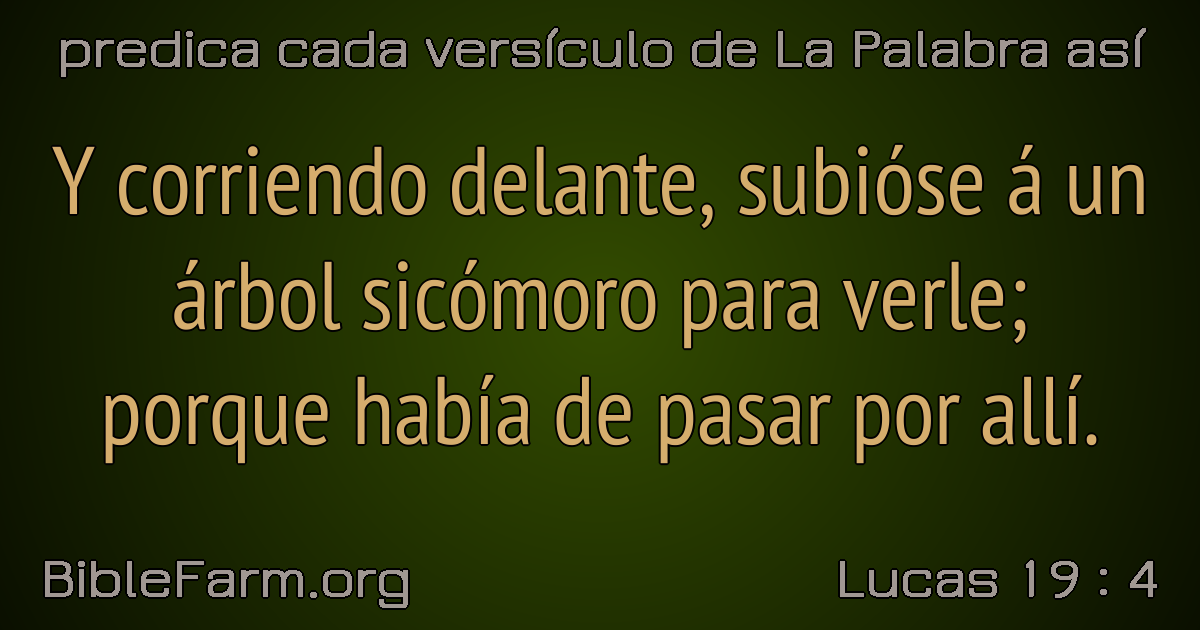 predica cada versículo de La Palabra así
Y corriendo delante, subióse á un
árbol sicómoro para verle;
porque había de pasar por allí.
BibleFarm.org
Lucas 19 : 4